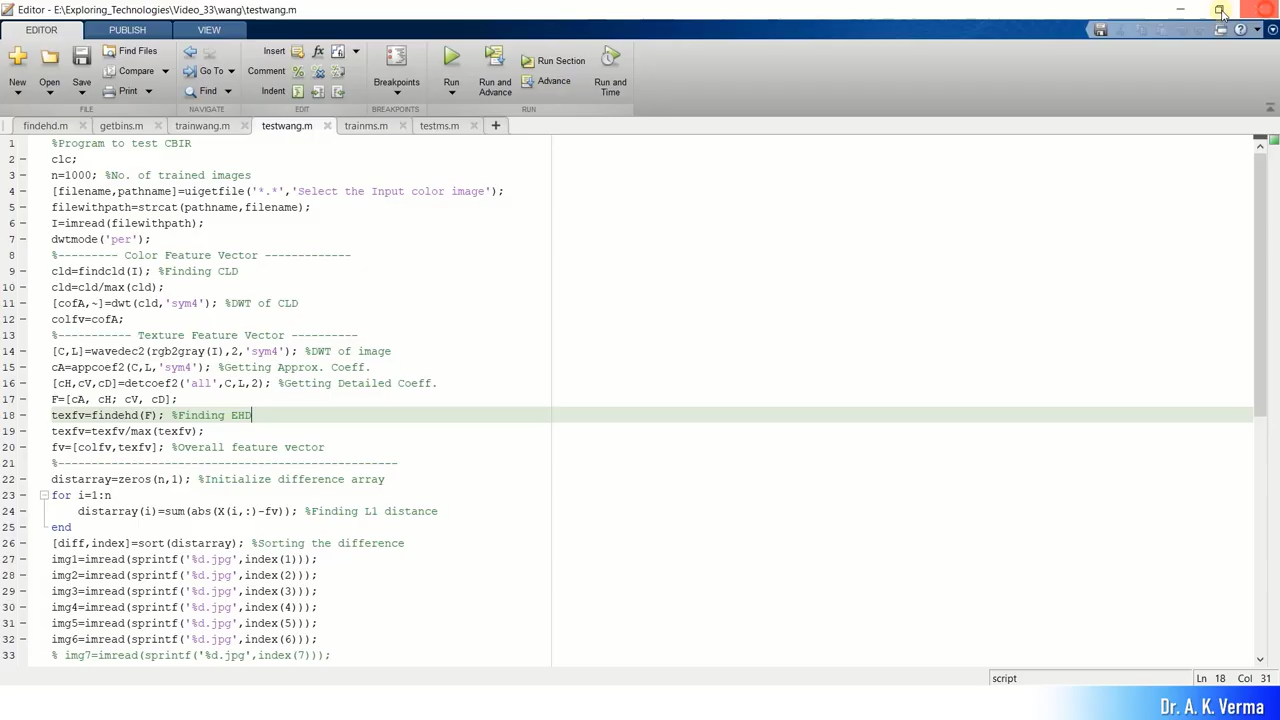 Editor - E:\Exploring_Technologies\Video_33\wang\testwang.m
EDITOR PUBLISH VIEW
New Open Save Find Files Compare Print Go To Find Insert fx Comment Indent Breakpoints Run Run and Advance Run Section Advance Run and Time
FILE NAVIGATE EDIT BREAKPOINTS RUN
findehd.m getbins.m trainwang.m testwang.m trainms.m testms.m
1 %Program to test CBIR
2 clc;
3 n=1000; %No. of trained images
4 [filename,pathname]=uigetfile('*.*','Select the Input color image');
5 filewithpath=strcat(pathname,filename);
6 I=imread(filewithpath);
7 dwtmode('per');
8 %--------- Color Feature Vector -------------
9 cld=findcld(I); %Finding CLD
10 cld=cld/max(cld);
11 [cofA,~]=dwt(cld,'sym4'); %DWT of CLD
12 colfv=cofA;
13 %----------- Texture Feature Vector ----------
14 [C,L]=wavedec2(rgb2gray(I),2,'sym4'); %DWT of image
15 cA=appcoef2(C,L,'sym4'); %Getting Approx. Coeff.
16 [cH,cV,cD]=detcoef2('all',C,L,2); %Getting Detailed Coeff.
17 F=[cA, cH; cV, cD];
18 texfv=findehd(F); %Finding EHD
19 texfv=texfv/max(texfv);
20 fv=[colfv,texfv]; %Overall feature vector
21 %---------------------------------------------------
22 distarray=zeros(n,1); %Initialize difference array
23 for i=1:n
24 distarray(i)=sum(abs(X(i,:)-fv)); %Finding L1 distance
25 end
26 [diff,index]=sort(distarray); %Sorting the difference
27 img1=imread(sprintf('%d.jpg',index(1)));
28 img2=imread(sprintf('%d.jpg',index(2)));
29 img3=imread(sprintf('%d.jpg',index(3)));
30 img4=imread(sprintf('%d.jpg',index(4)));
31 img5=imread(sprintf('%d.jpg',index(5)));
32 img6=imread(sprintf('%d.jpg',index(6)));
33 % img7=imread(sprintf('%d.jpg',index(7)));
script Ln 18 Col 31
Dr. A. K. Verma